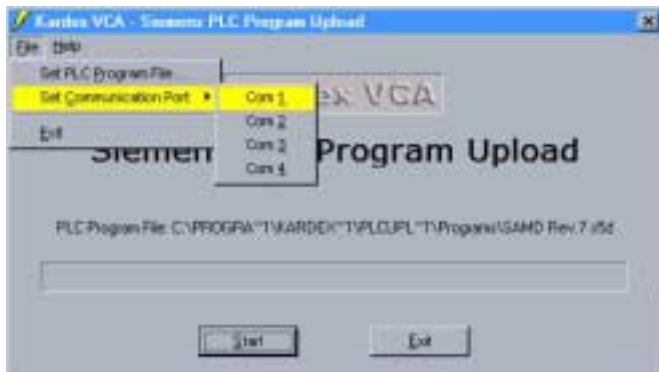 Kardex VCA - Siemens PLC Program Upload
File Help
Get PLC Program File...
Set Communication Port
Com 1
Com 2
Com 3
Com 4
Exit
VCA
Siemen Program Upload
PLC Program File: C:\PROGRA~1\KARDEX~1\PLCUPL~1\Programs\SAMD Rev.7.s5d
Start Exit